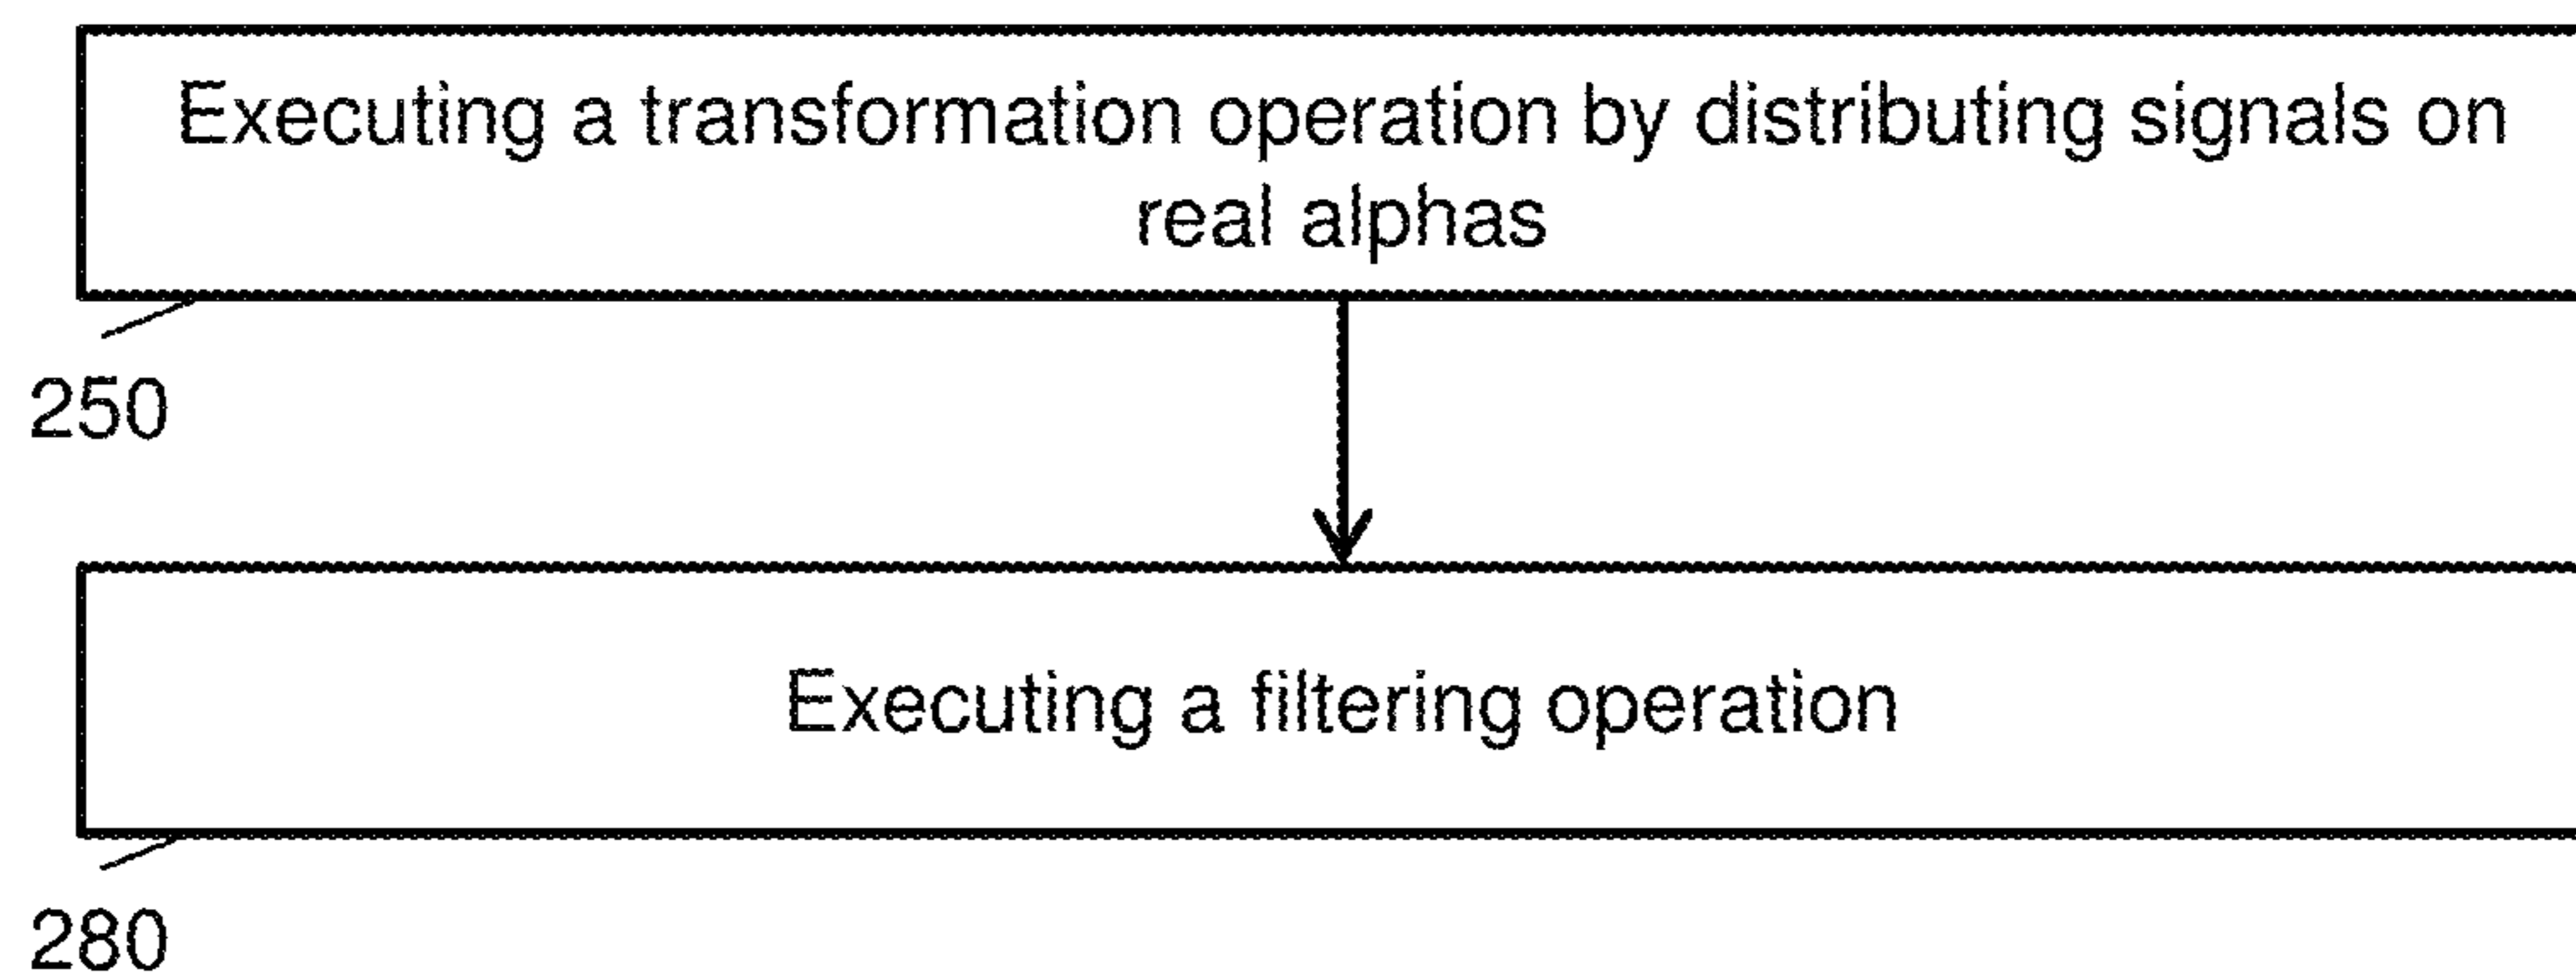 Executing a transformation operation by distributing signals on
real alphas
250
Executing a filtering operation
280